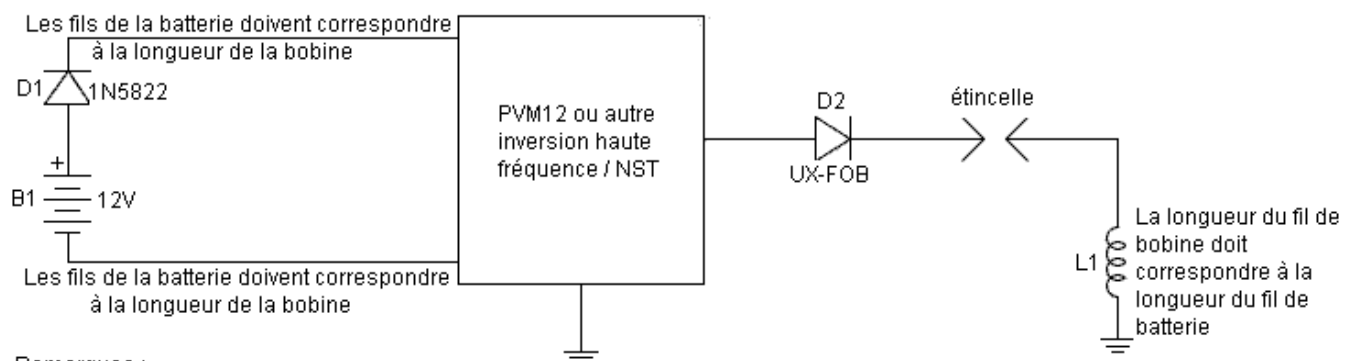 Les fils de la batterie doivent correspondre
à la longueur de la bobine
D1
1N5822
+
B1
12V
Les fils de la batterie doivent correspondre
à la longueur de la bobine
PVM12 ou autre
inversion haute
fréquence / NST
D2
UX-FOB
étincelle
L1
La longueur du fil de
bobine doit
correspondre à la
longueur du fil de
batterie